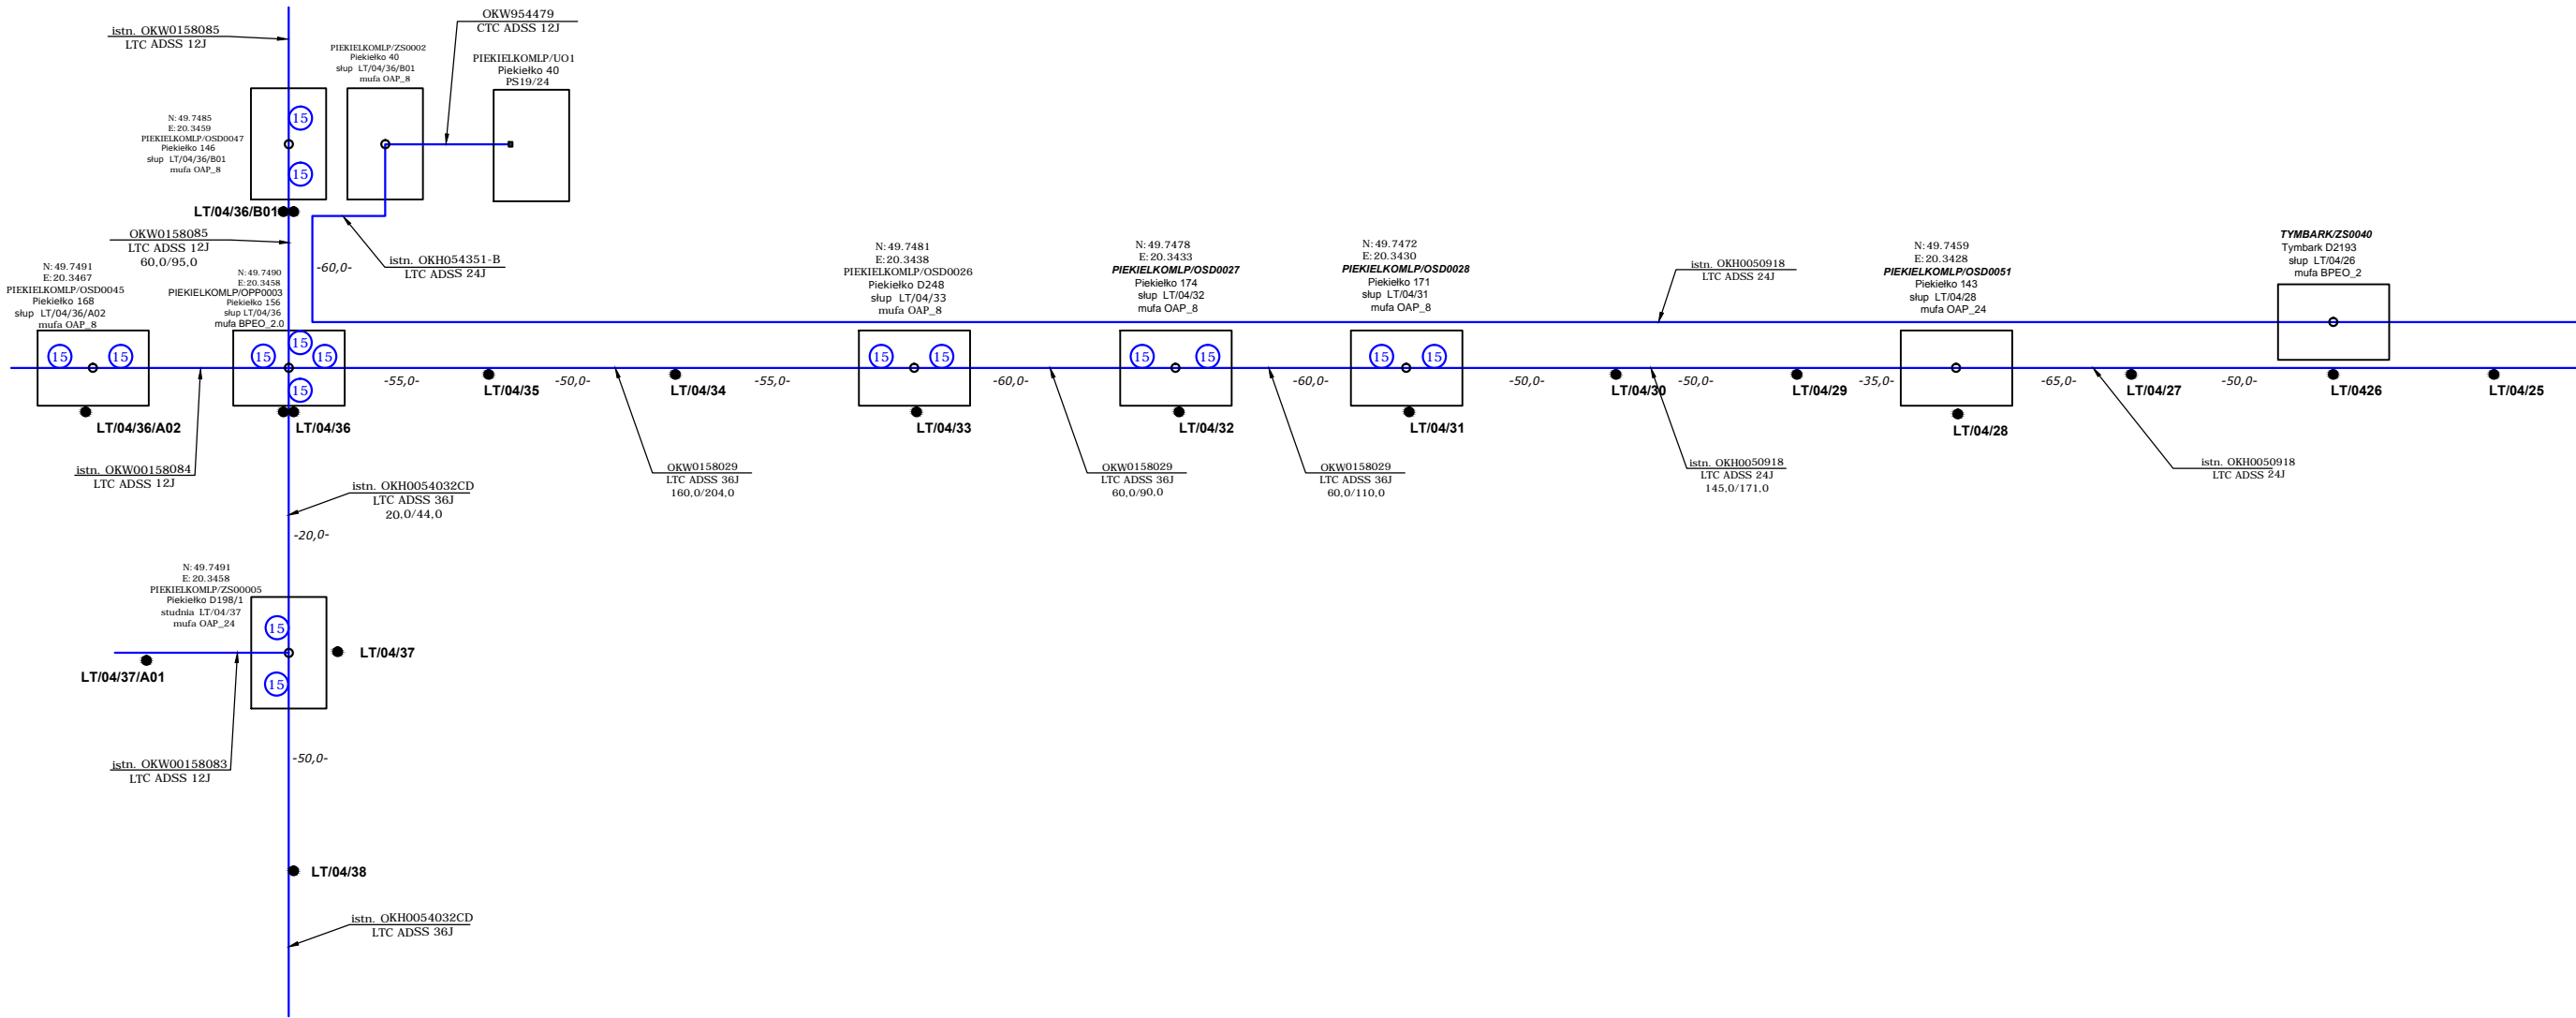 istn. OKW0158085
LTC ADSS 12J
OKW954479
CTC ADSS 12J
PIEKIELKOMLP/ZS0002
Piekiełko 40
słup LT/04/36/B01
mufa OAP_8
PIEKIELKOMLP/UO1
Piekiełko 40
PS19/24
N:49.7485
E:20.3459
PIEKIELKOMLP/OSD0047
Piekiełko 146
słup LT/04/36/B01
mufa OAP_8
15
15
LT/04/36/B01
OKW0158085
LTC ADSS 12J
60,0/95,0
istn. OKH054351-B
LTC ADSS 24J
-60,0-
N:49.7491
E:20.3467
PIEKIELKOMLP/OSD0045
Piekiełko 168
słup LT/04/36/A02
mufa OAP_8
N:49.7490
E:20.3458
PIEKIELKOMLP/OPP0003
Piekiełko 156
słup LT/04/36
mufa BPEO_2.0
N:49.7481
E:20.3438
PIEKIELKOMLP/OSD0026
Piekiełko D248
słup LT/04/33
mufa OAP_8
N:49.7478
E:20.3433
PIEKIELKOMLP/OSD0027
Piekiełko 174
słup LT/04/32
mufa OAP_8
N:49.7472
E:20.3430
PIEKIELKOMLP/OSD0028
Piekiełko 171
słup LT/04/31
mufa OAP_8
istn. OKH0050918
LTC ADSS 24J
N:49.7459
E:20.3428
PIEKIELKOMLP/OSD0051
Piekiełko 143
słup LT/04/28
mufa OAP_24
TYMBARK/ZS0040
Tymbark D2193
słup LT/04/26
mufa BPEO_2
15
15
15
15
15
15
15
15
15
15
15
15
-55,0-
-50,0-
-55,0-
-60,0-
-60,0-
-50,0-
-50,0-
-35,0-
-65,0-
-50,0-
LT/04/36/A02
LT/04/36
LT/04/35
LT/04/34
LT/04/33
LT/04/32
LT/04/31
LT/04/30
LT/04/29
LT/04/28
LT/04/27
LT/0426
LT/04/25
istn. OKW00158084
LTC ADSS 12J
istn. OKH0054032CD
LTC ADSS 36J
20,0/44,0
OKW0158029
LTC ADSS 36J
160,0/204,0
OKW0158029
LTC ADSS 36J
60,0/90,0
OKW0158029
LTC ADSS 36J
60,0/110,0
istn. OKH0050918
LTC ADSS 24J
145,0/171,0
istn. OKH0050918
LTC ADSS 24J
-20,0-
N:49.7491
E:20.3458
PIEKIELKOMLP/ZS00005
Piekiełko D198/1
studnia LT/04/37
mufa OAP_24
15
15
LT/04/37
LT/04/37/A01
istn. OKW00158083
LTC ADSS 12J
-50,0-
LT/04/38
istn. OKH0054032CD
LTC ADSS 36J